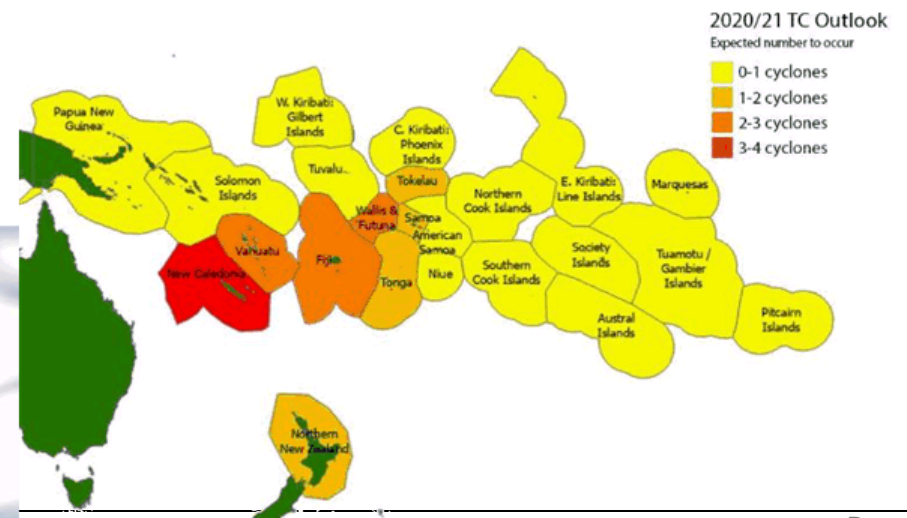 2020/21 TC Outlook
Expected number to occur
0-1 cyclones
1-2 cyclones
2-3 cyclones
3-4 cyclones
Papua New
Guinea
W. Kiribati:
Gilbert
Islands
C. Kiribati:
Phoenix
Islands
Solomon
Islands
Tuvalu
Tokelau
Northern
Cook Islands
E. Kiribati:
Line Islands
Marquesas
Wallis &
Futuna
Samoa
American
Samoa
Vanuatu
Fiji
New Caledonia
Tonga
Niue
Southern
Cook Islands
Society
Islands
Tuamotu /
Gambier
Islands
Austral
Islands
Pitcairn
Islands
Northern
New Zealand